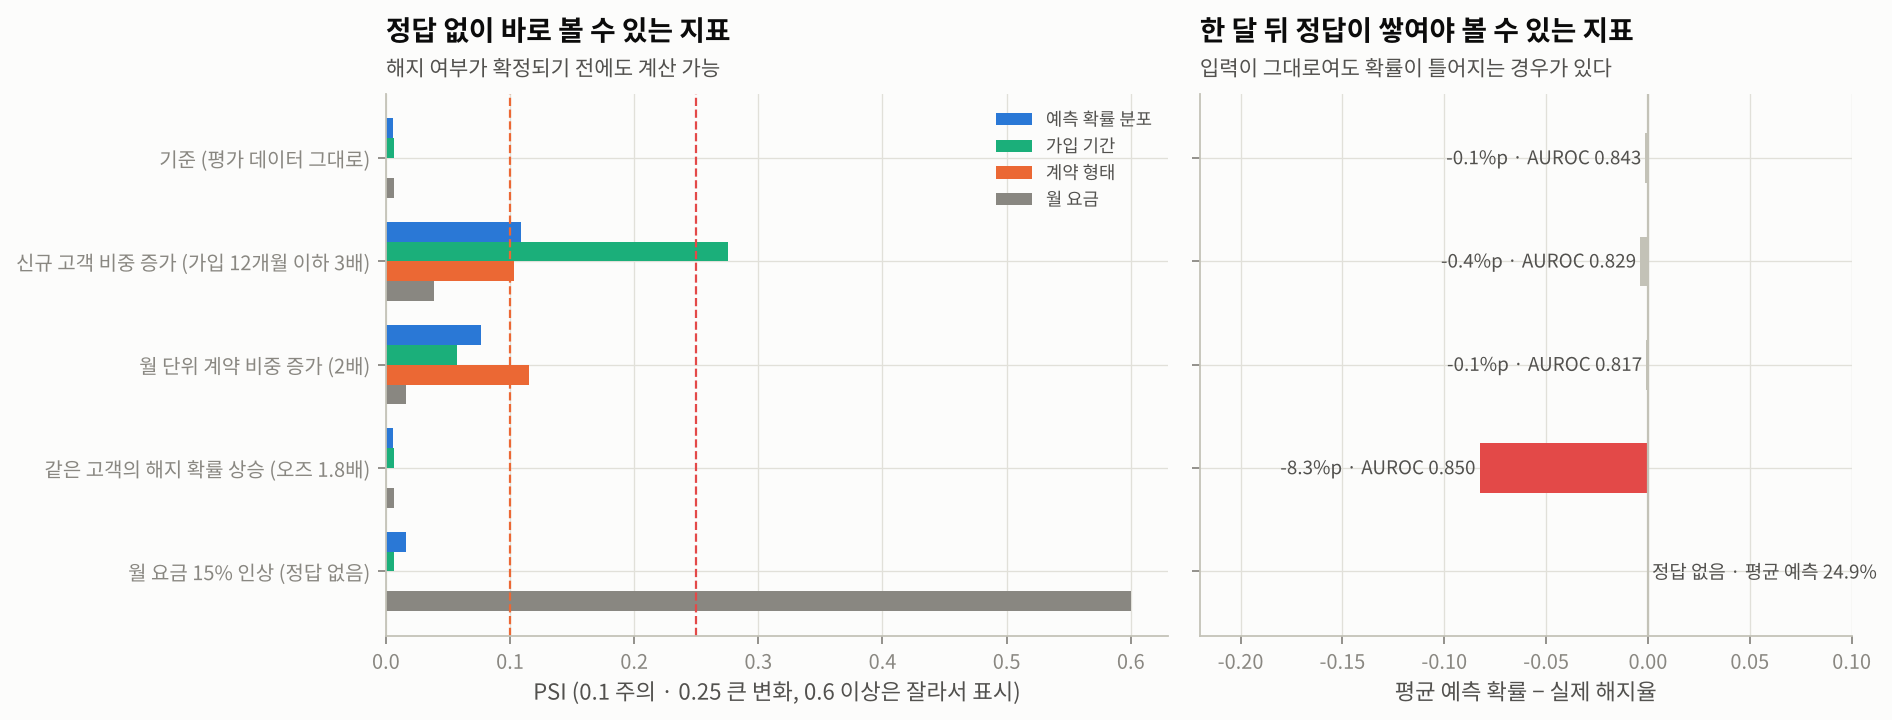 정답 없이 바로 볼 수 있는 지표
해지 여부가 확정되기 전에도 계산 가능
예측 확률 분포
가입 기간
계약 형태
월 요금
기준 (평가 데이터 그대로)
신규 고객 비중 증가 (가입 12개월 이하 3배)
월 단위 계약 비중 증가 (2배)
같은 고객의 해지 확률 상승 (오즈 1.8배)
월 요금 15% 인상 (정답 없음)
0.0 0.1 0.2 0.3 0.4 0.5 0.6
PSI (0.1 주의 · 0.25 큰 변화, 0.6 이상은 잘라서 표시)
한 달 뒤 정답이 쌓여야 볼 수 있는 지표
입력이 그대로여도 확률이 틀어지는 경우가 있다
-0.1%p · AUROC 0.843
-0.4%p · AUROC 0.829
-0.1%p · AUROC 0.817
-8.3%p · AUROC 0.850
정답 없음 · 평균 예측 24.9%
-0.20 -0.15 -0.10 -0.05 0.00 0.05 0.10
평균 예측 확률 − 실제 해지율